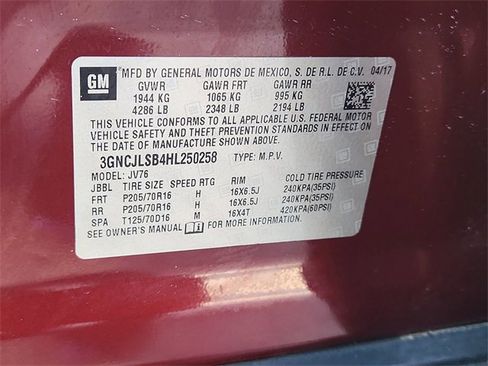 GM
MFD BY GENERAL MOTORS DE MEXICO, S. DE R.L. DE C.V. 04/17
GVWR GAWR FRT GAWR RR
1944 KG 1065 KG 995 KG
4286 LB 2348 LB 2194 LB
THIS VEHICLE CONFORMS TO ALL APPLICABLE U.S. FEDERAL MOTOR
VEHICLE SAFETY AND THEFT PREVENTION STANDARDS IN EFFECT ON
THE DATE OF MANUFACTURE SHOWN ABOVE.
3GNCJLSB4HL250258 TYPE: M.P.V.
MODEL: JV76
JBBL TIRE SIZE SPEED RTG RIM COLD TIRE PRESSURE
FRT P205/70R16 H 16X6.5J 240KPA(35PSI)
RR P205/70R16 H 16X6.5J 240KPA(35PSI)
SPA T125/70D16 M 16X4T 420KPA(60PSI)
SEE OWNER'S MANUAL FOR MORE INFORMATION.